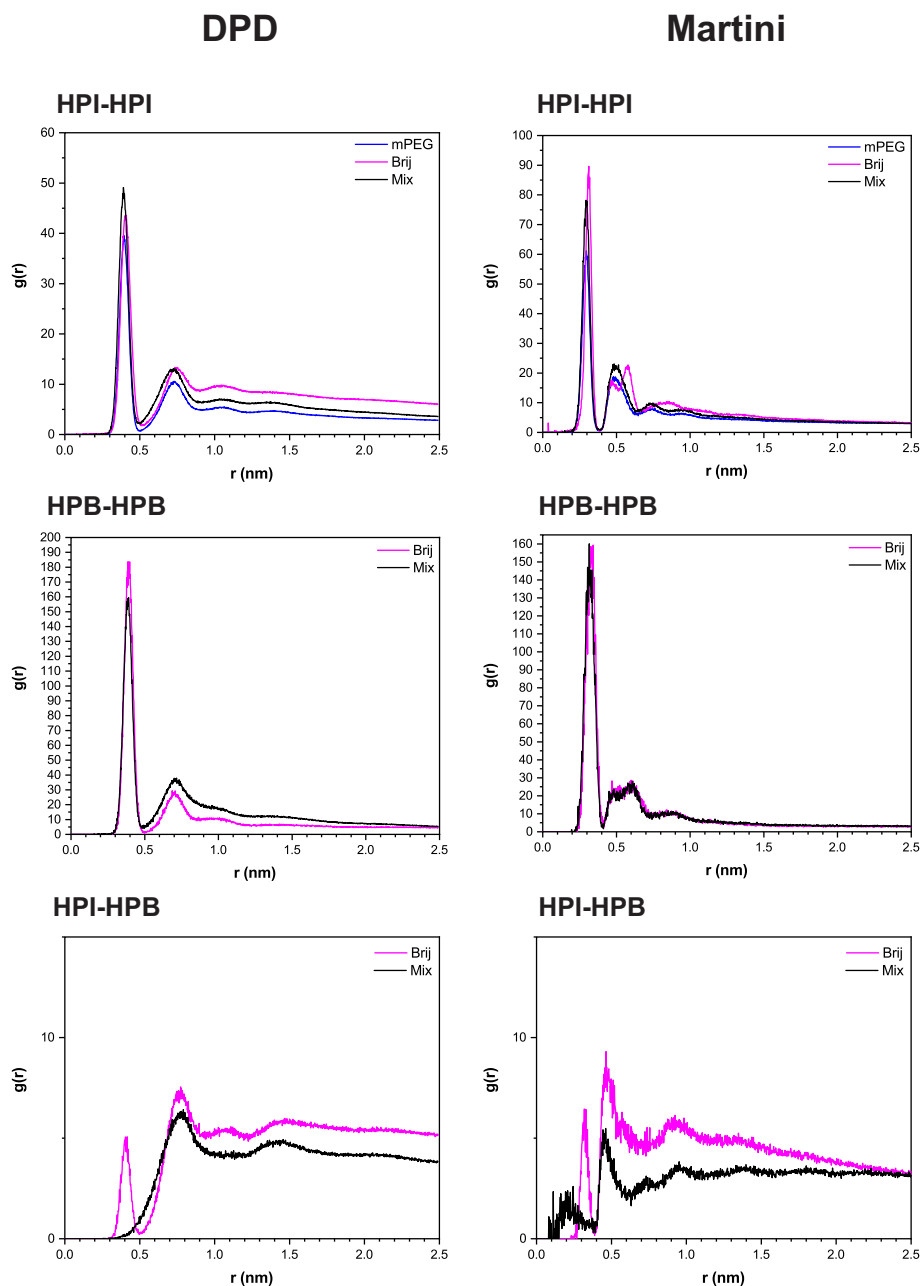 DPD Martini
HPI-HPI HPI-HPI
60
50
40
30
20
10
0
g(r)
mPEG
Brij
Mix
0.0 0.5 1.0 1.5 2.0 2.5
r (nm)
100
90
80
70
60
50
40
30
20
10
0
g(r)
mPEG
Brij
Mix
0.0 0.5 1.0 1.5 2.0 2.5
r (nm)
HPB-HPB HPB-HPB
200
190
180
170
160
150
140
130
120
110
100
90
80
70
60
50
40
30
20
10
0
g(r)
Brij
Mix
0.0 0.5 1.0 1.5 2.0 2.5
r (nm)
160
150
140
130
120
110
100
90
80
70
60
50
40
30
20
10
0
g(r)
Brij
Mix
0.0 0.5 1.0 1.5 2.0 2.5
r (nm)
HPI-HPB HPI-HPB
10
0
g(r)
Brij
Mix
0.0 0.5 1.0 1.5 2.0 2.5
r (nm)
10
0
g(r)
Brij
Mix
0.0 0.5 1.0 1.5 2.0 2.5
r (nm)